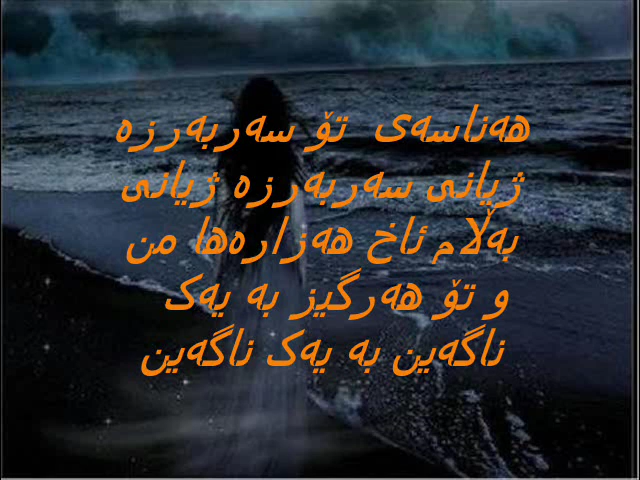 هەناسەی تۆ سەربەرزە
ژیانی سەربەرزە ژیانی
بەڵام ئاخ هەزارەها من
و تۆ هەرگیز بە یەک
ناگەین بە یەک ناگەین